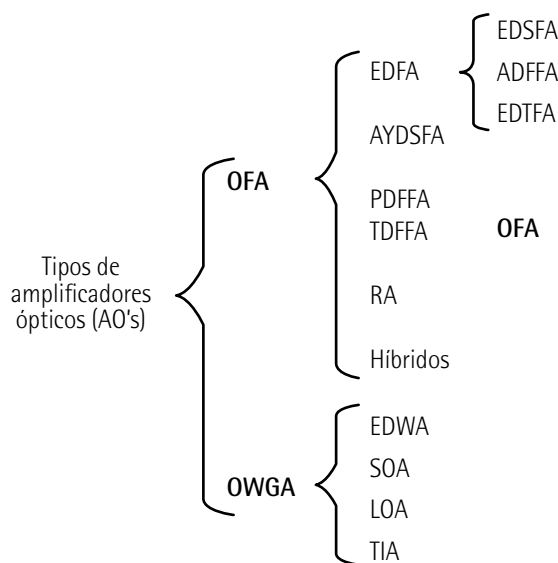 Tipos de
amplificadores
ópticos (AO's)
OFA
EDFA
EDSFA
ADFFA
EDTFA
AYDSFA
PDFFA
TDFFA
OFA
RA
Híbridos
OWGA
EDWA
SOA
LOA
TIA